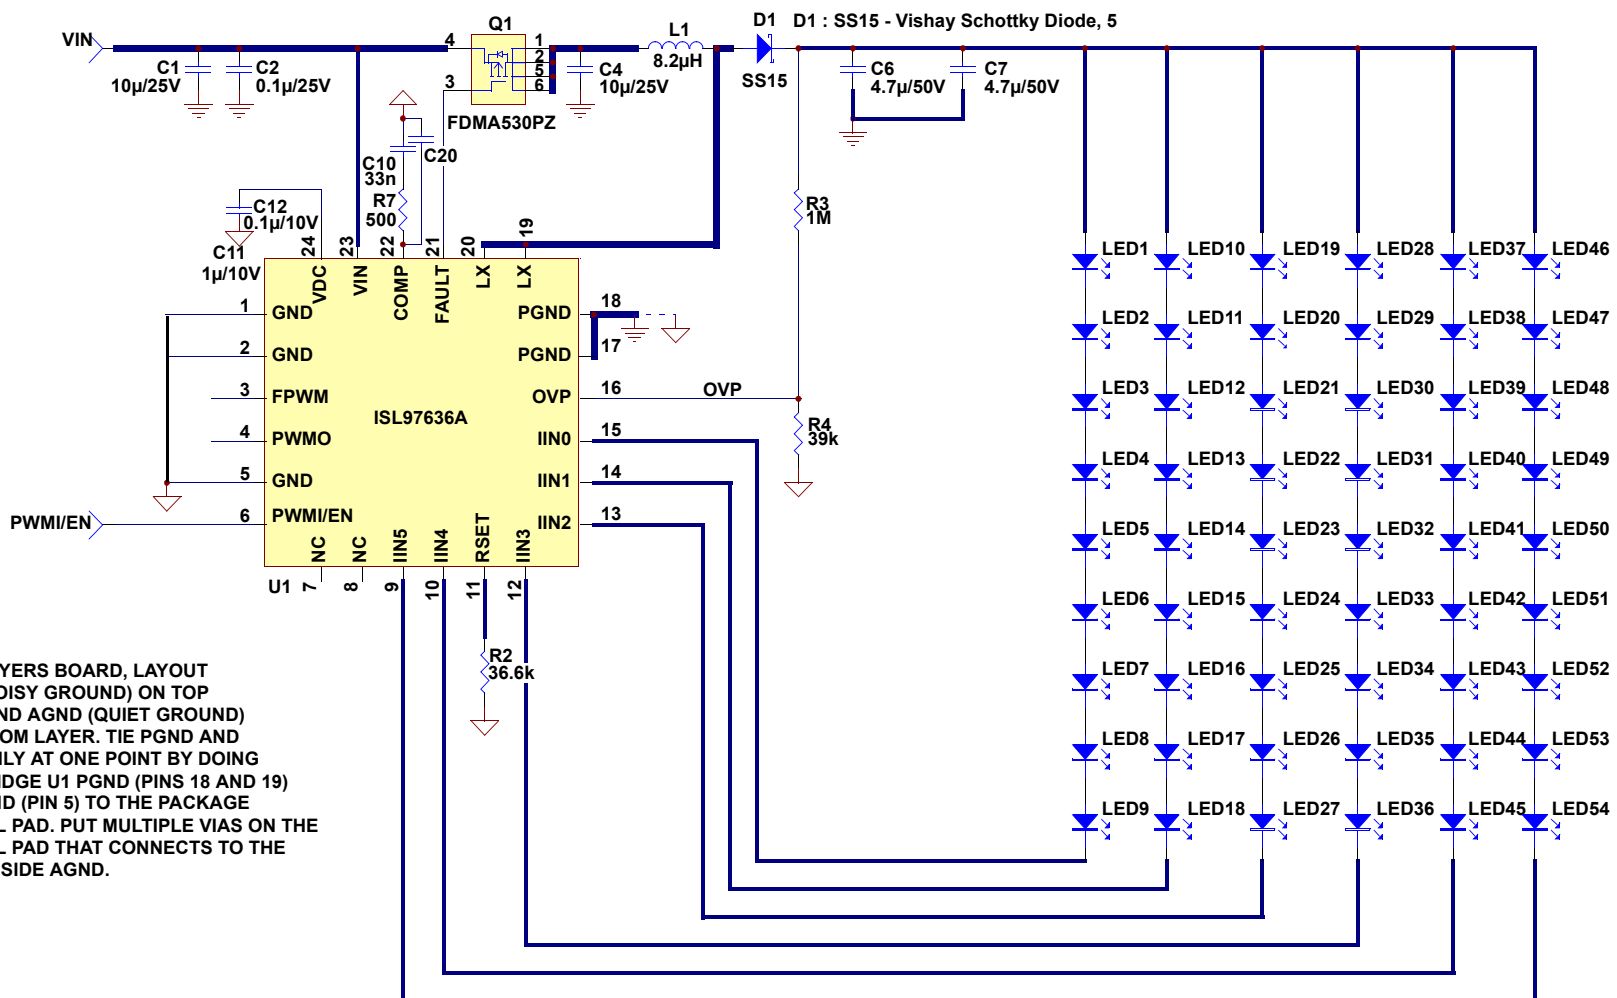 D1 : SS15 - Vishay Schottky Diode, 5
VIN
C1
10µ/25V
C2
0.1µ/25V
Q1
4
3
1
2
5
6
FDMA530PZ
C4
10µ/25V
L1
8.2µH
D1
SS15
C6
4.7µ/50V
C7
4.7µ/50V
C10
33n
C20
R7
500
C12
0.1µ/10V
C11
1µ/10V
R3
1M
24
23
22
21
20
19
VDC
VIN
COMP
FAULT
LX
LX
1
GND
2
GND
3
FPWM
4
PWMO
5
GND
6
PWMI/EN
PWMI/EN
ISL97636A
PGND
18
PGND
17
OVP
16
OVP
IIN0
15
IIN1
14
IIN2
13
R4
39k
NC
NC
IIN5
IIN4
RSET
IIN3
U1
7
8
9
10
11
12
R2
36.6k
LED1
LED10
LED19
LED28
LED37
LED46
LED2
LED11
LED20
LED29
LED38
LED47
LED3
LED12
LED21
LED30
LED39
LED48
LED4
LED13
LED22
LED31
LED40
LED49
LED5
LED14
LED23
LED32
LED41
LED50
LED6
LED15
LED24
LED33
LED42
LED51
LED7
LED16
LED25
LED34
LED43
LED52
LED8
LED17
LED26
LED35
LED44
LED53
LED9
LED18
LED27
LED36
LED45
LED54
YERS BOARD, LAYOUT
OISY GROUND) ON TOP
ND AGND (QUIET GROUND)
OM LAYER. TIE PGND AND
NLY AT ONE POINT BY DOING
IDGE U1 PGND (PINS 18 AND 19)
ND (PIN 5) TO THE PACKAGE
L PAD. PUT MULTIPLE VIAS ON THE
L PAD THAT CONNECTS TO THE
SIDE AGND.